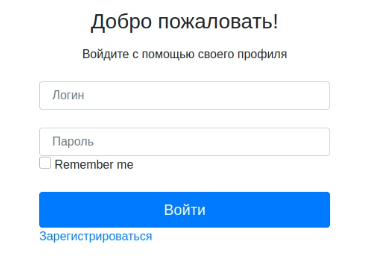 Добро пожаловать!
Войдите с помощью своего профиля
Логин
Пароль
Remember me
Войти
Зарегистрироваться